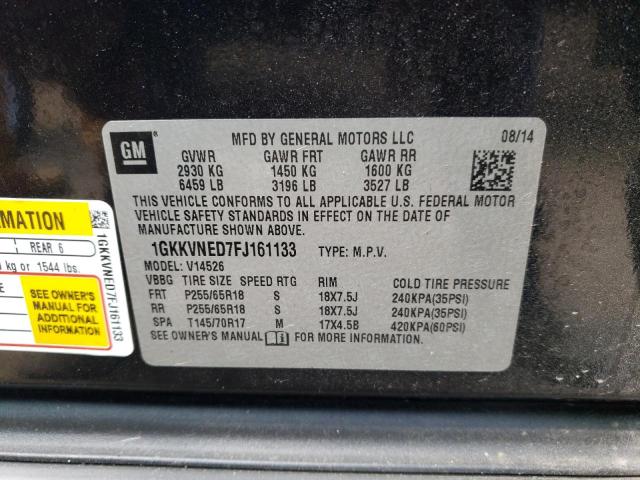 GM
MFD BY GENERAL MOTORS LLC 08/14
GVWR GAWR FRT GAWR RR
2930 KG 1450 KG 1600 KG
6459 LB 3196 LB 3527 LB
THIS VEHICLE CONFORMS TO ALL APPLICABLE U.S. FEDERAL MOTOR
VEHICLE SAFETY STANDARDS IN EFFECT ON THE DATE OF
MANUFACTURE SHOWN ABOVE.
1GKKVNED7FJ161133 TYPE: M.P.V.
MODEL: V14526
VBBG TIRE SIZE SPEED RTG RIM COLD TIRE PRESSURE
FRT P255/65R18 S 18X7.5J 240KPA(35PSI)
RR P255/65R18 S 18X7.5J 240KPA(35PSI)
SPA T145/70R17 M 17X4.5B 420KPA(60PSI)
SEE OWNER'S MANUAL FOR MORE INFORMATION.
REAR 6
kg or 1544 lbs.
SEE OWNER'S
MANUAL FOR
ADDITIONAL
INFORMATION
1GKKVNED7FJ161133